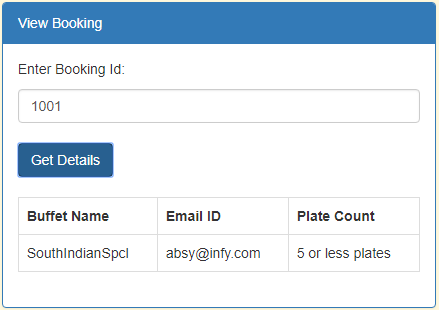 View Booking
Enter Booking Id:
1001
Get Details
Buffet Name Email ID Plate Count
SouthIndianSpcl absy@infy.com 5 or less plates